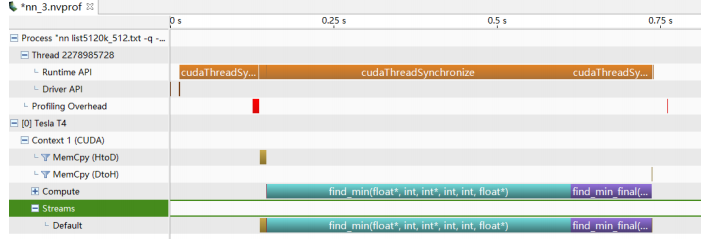 *nn_3.nvprof
0 s 0.25 s 0.5 s 0.75 s
Process "nn list5120k_512.txt -q -...
Thread 2278985728
Runtime API cudaThreadSy... cudaThreadSynchronize cudaThreadSy...
Driver API
Profiling Overhead
[0] Tesla T4
Context 1 (CUDA)
MemCpy (HtoD)
MemCpy (DtoH)
Compute find_min(float*, int, int*, int, int, float*) find_min_final(...
Streams
Default find_min(float*, int, int*, int, int, float*) find_min_final(...